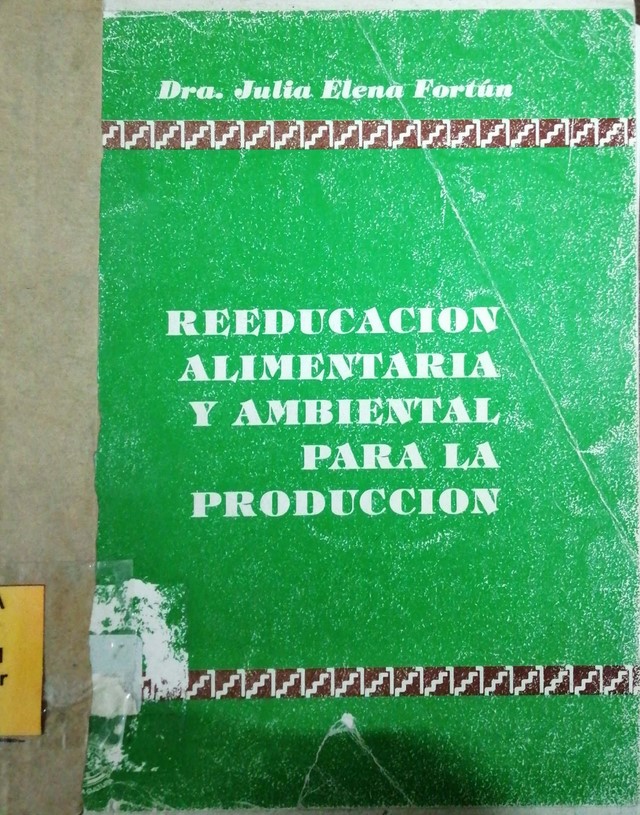 Dra. Julia Elena Fortún
REEDUCACION
ALIMENTARIA
Y AMBIENTAL
PARA LA
PRODUCCION